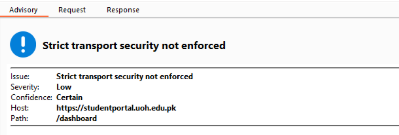 Advisory Request Response
Strict transport security not enforced
Issue: Strict transport security not enforced
Severity: Low
Confidence: Certain
Host: https://studentportal.uoh.edu.pk
Path: /dashboard